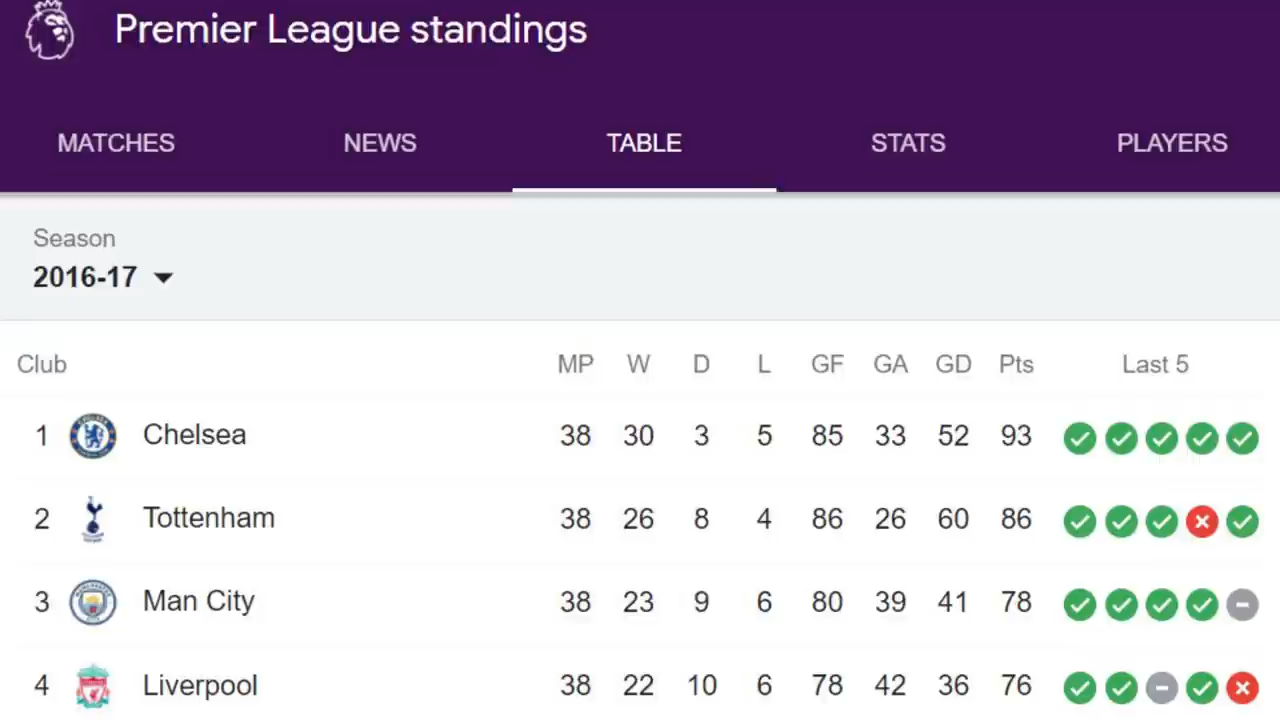 Premier League standings
MATCHES NEWS TABLE STATS PLAYERS
Season
2016-17
Club MP W D L GF GA GD Pts Last 5
1 Chelsea 38 30 3 5 85 33 52 93
2 Tottenham 38 26 8 4 86 26 60 86
3 Man City 38 23 9 6 80 39 41 78
4 Liverpool 38 22 10 6 78 42 36 76